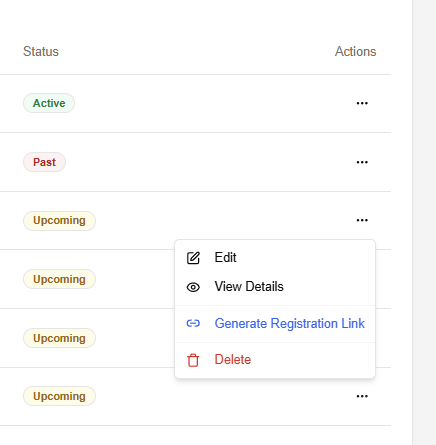 Status Actions
Active ...
Past ...
Upcoming ...
Edit
View Details
Upcoming
Generate Registration Link
Upcoming
Delete
Upcoming ...